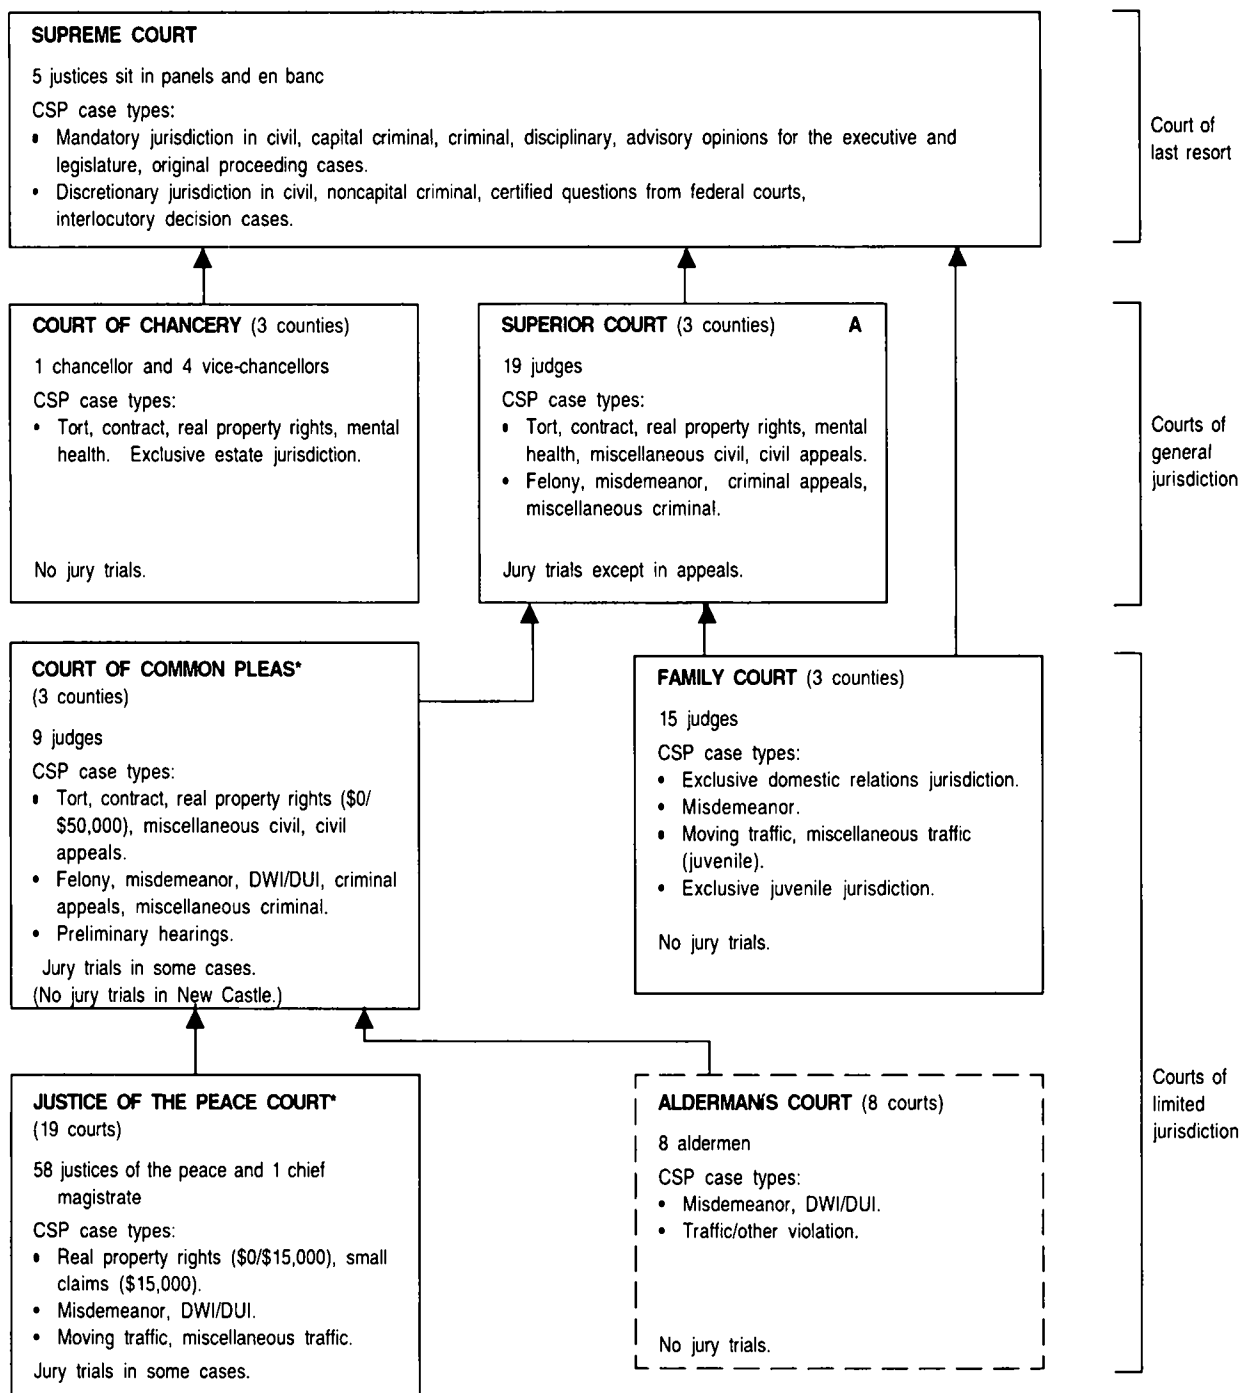 SUPREME COURT
5 justices sit in panels and en banc
CSP case types:
• Mandatory jurisdiction in civil, capital criminal, criminal, disciplinary, advisory opinions for the executive and
legislature, original proceeding cases.
• Discretionary jurisdiction in civil, noncapital criminal, certified questions from federal courts,
interlocutory decision cases.
Court of
last resort
COURT OF CHANCERY (3 counties)
1 chancellor and 4 vice-chancellors
CSP case types:
• Tort, contract, real property rights, mental
health. Exclusive estate jurisdiction.
No jury trials.
SUPERIOR COURT (3 counties) A
19 judges
CSP case types:
• Tort, contract, real property rights, mental
health, miscellaneous civil, civil appeals.
• Felony, misdemeanor, criminal appeals,
miscellaneous criminal.
Jury trials except in appeals.
Courts of
general
jurisdiction
COURT OF COMMON PLEAS*
(3 counties)
9 judges
CSP case types:
• Tort, contract, real property rights ($0/
$50,000), miscellaneous civil, civil
appeals.
• Felony, misdemeanor, DWI/DUI, criminal
appeals, miscellaneous criminal.
• Preliminary hearings.
Jury trials in some cases.
(No jury trials in New Castle.)
FAMILY COURT (3 counties)
15 judges
CSP case types:
• Exclusive domestic relations jurisdiction.
• Misdemeanor.
• Moving traffic, miscellaneous traffic
(juvenile).
• Exclusive juvenile jurisdiction.
No jury trials.
JUSTICE OF THE PEACE COURT*
(19 courts)
58 justices of the peace and 1 chief
magistrate
CSP case types:
• Real property rights ($0/$15,000), small
claims ($15,000).
• Misdemeanor, DWI/DUI.
• Moving traffic, miscellaneous traffic.
Jury trials in some cases.
ALDERMAN'S COURT (8 courts)
8 aldermen
CSP case types:
• Misdemeanor, DWI/DUI.
• Traffic/other violation.
No jury trials.
Courts of
limited
jurisdiction